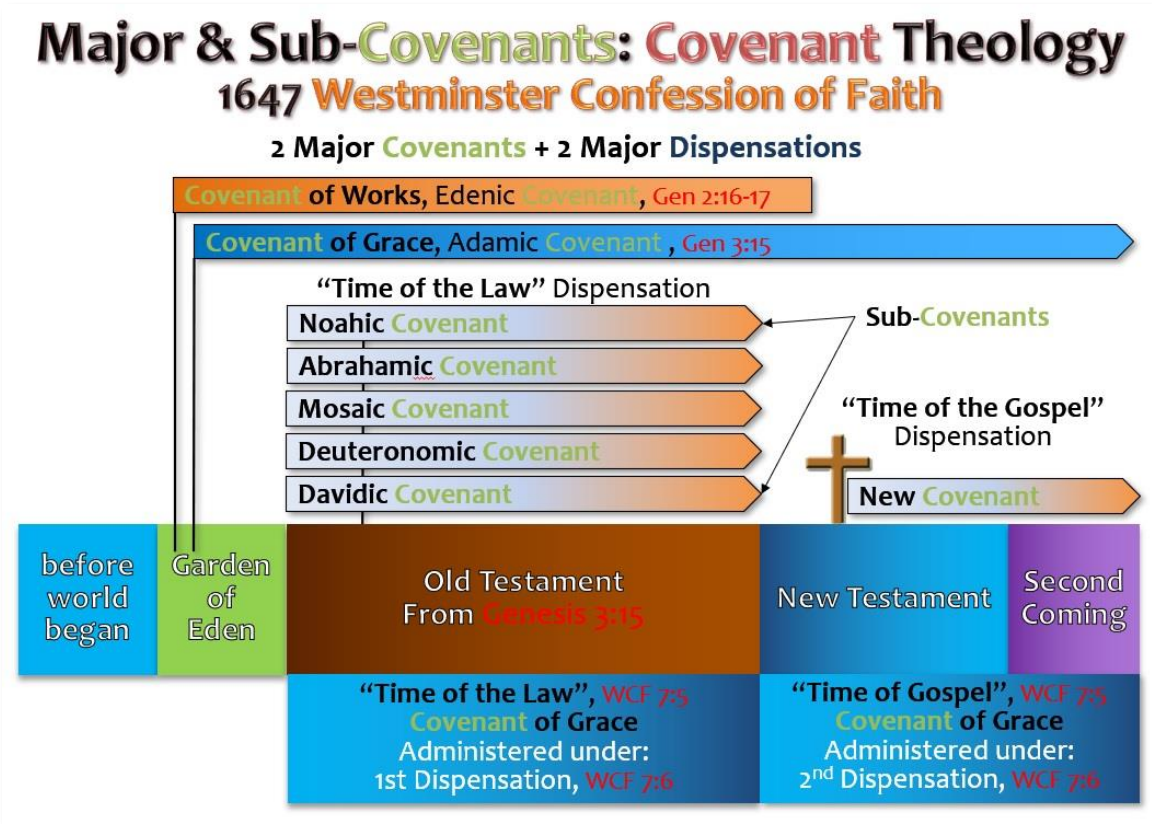 Major & Sub-Covenants: Covenant Theology
1647 Westminster Confession of Faith
2 Major Covenants + 2 Major Dispensations
Covenant of Works, Edenic Covenant, Gen 2:16-17
Covenant of Grace, Adamic Covenant , Gen 3:15
“Time of the Law” Dispensation
Noahic Covenant
Sub-Covenants
Abrahamic Covenant
Mosaic Covenant
“Time of the Gospel”
Dispensation
Deuteronomic Covenant
Davidic Covenant
New Covenant
before
world
began
Garden
of
Eden
Old Testament
From Genesis 3:15
New Testament
Second
Coming
“Time of the Law”, WCF 7:5
Covenant of Grace
Administered under:
1st Dispensation, WCF 7:6
“Time of Gospel”, WCF 7:5
Covenant of Grace
Administered under:
2nd Dispensation, WCF 7:6